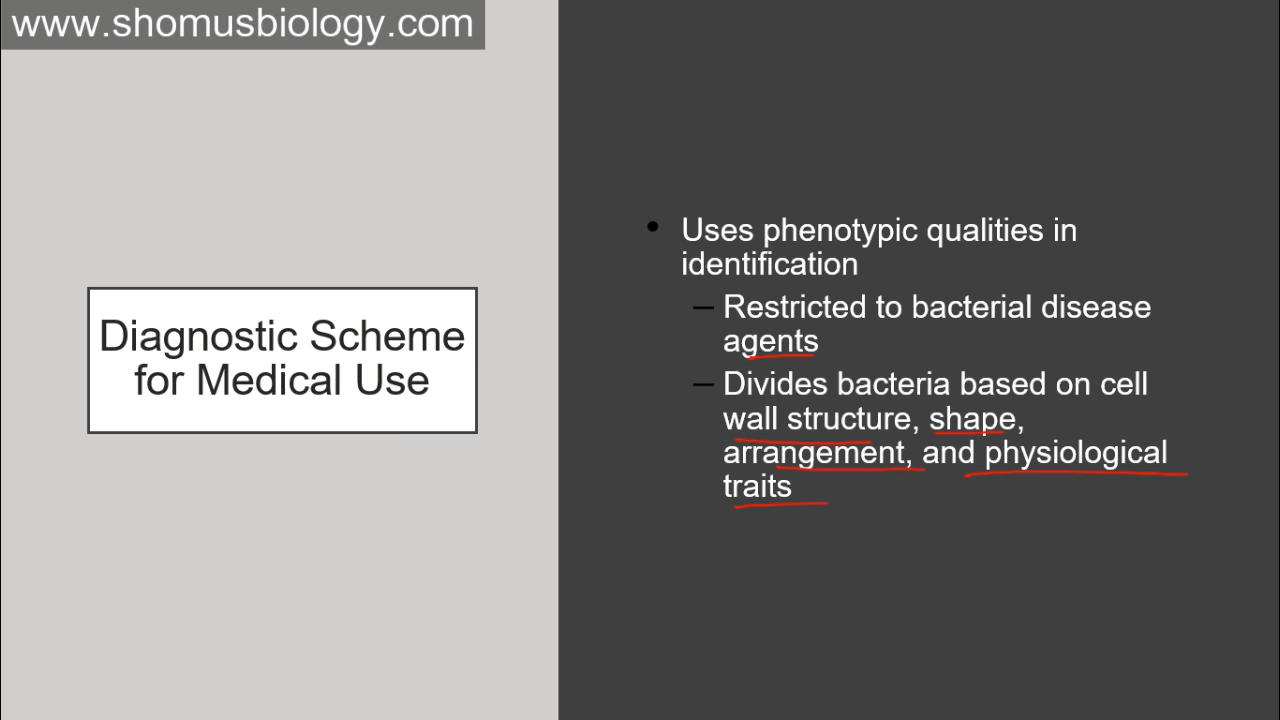 www.shomusbiology.com
Diagnostic Scheme
for Medical Use
• Uses phenotypic qualities in
identification
– Restricted to bacterial disease
agents
– Divides bacteria based on cell
wall structure, shape,
arrangement, and physiological
traits